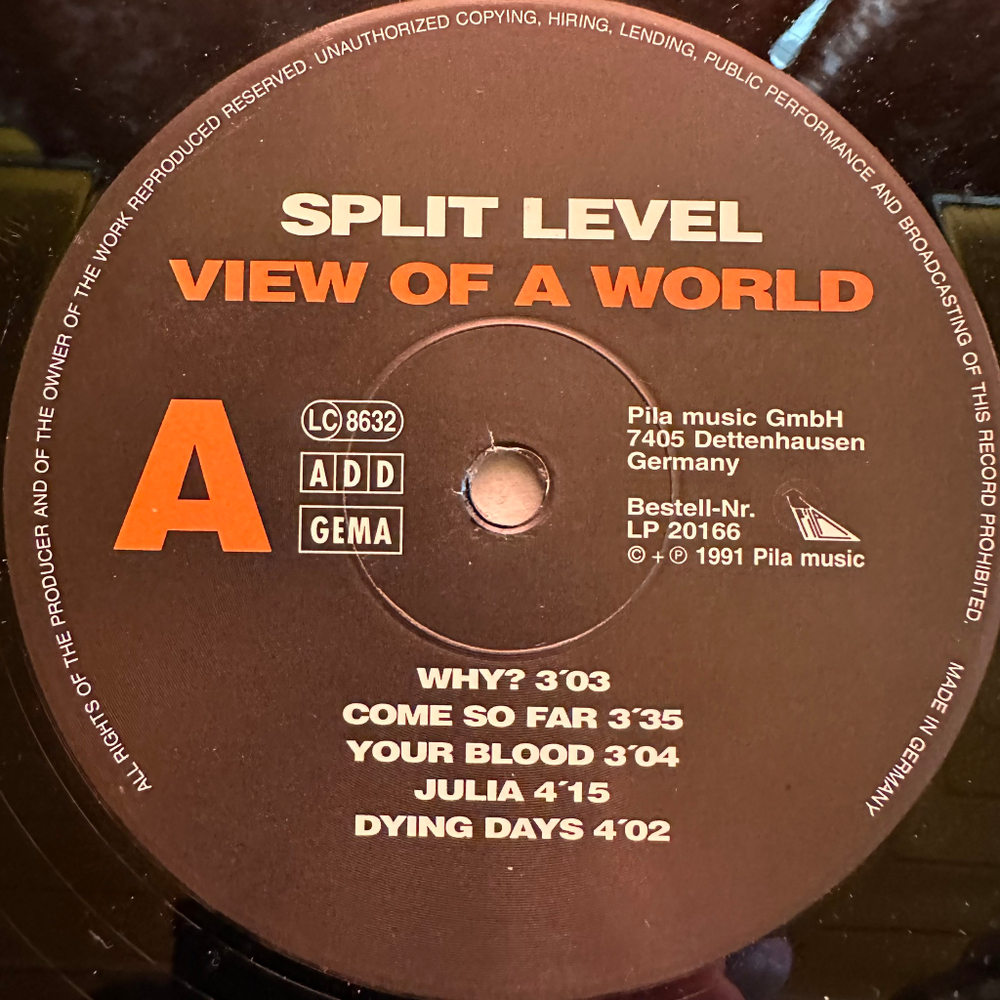 ALL RIGHTS OF THE PRODUCER AND OF THE OWNER OF THE WORK REPRODUCED RESERVED. UNAUTHORIZED COPYING, HIRING, LENDING, PUBLIC PERFORMANCE AND BROADCASTING OF THIS RECORD PROHIBITED. MADE IN GERMANY
SPLIT LEVEL
VIEW OF A WORLD
A
LC 8632
ADD
GEMA
Pila music GmbH
7405 Dettenhausen
Germany
Bestell-Nr.
LP 20166
© + ℗ 1991 Pila music
Pila
WHY? 3´03
COME SO FAR 3´35
YOUR BLOOD 3´04
JULIA 4´15
DYING DAYS 4´02